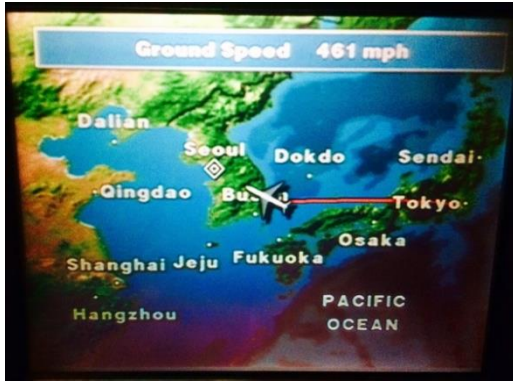 Ground Speed 461 mph
Dalian
Seoul
Dokdo
Sendai
Qingdao
Tokyo
Osaka
Shanghai
Jeju
Fukuoka
Hangzhou
PACIFIC
OCEAN